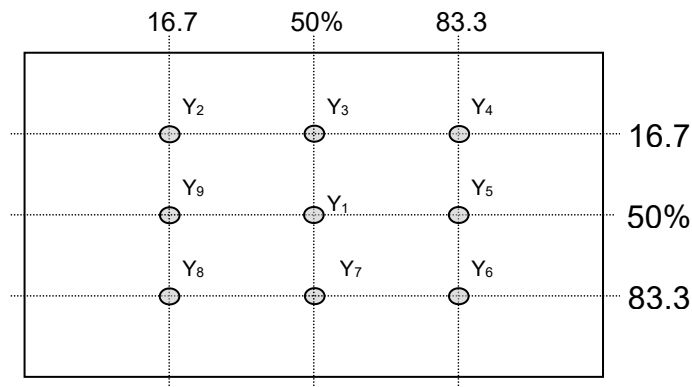 16.7 50% 83.3
Y₂ Y₃ Y₄
16.7
Y₉ Y₁ Y₅
50%
Y₈ Y₇ Y₆
83.3